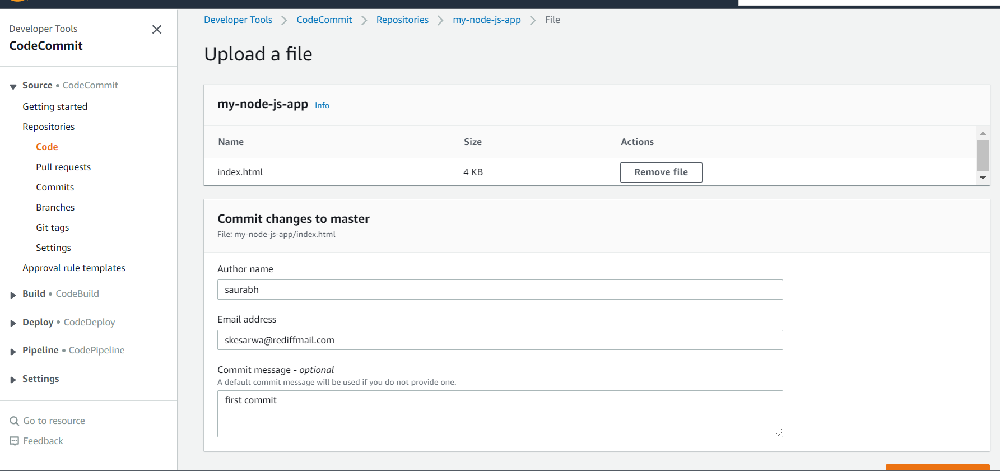 Developer Tools
CodeCommit
Source • CodeCommit
Getting started
Repositories
Code
Pull requests
Commits
Branches
Git tags
Settings
Approval rule templates
Build • CodeBuild
Deploy • CodeDeploy
Pipeline • CodePipeline
Settings
Go to resource
Feedback
Developer Tools > CodeCommit > Repositories > my-node-js-app > File
Upload a file
my-node-js-app Info
Name Size Actions
index.html 4 KB Remove file
Commit changes to master
File: my-node-js-app/index.html
Author name
saurabh
Email address
skesarwa@rediffmail.com
Commit message - optional
A default commit message will be used if you do not provide one.
first commit